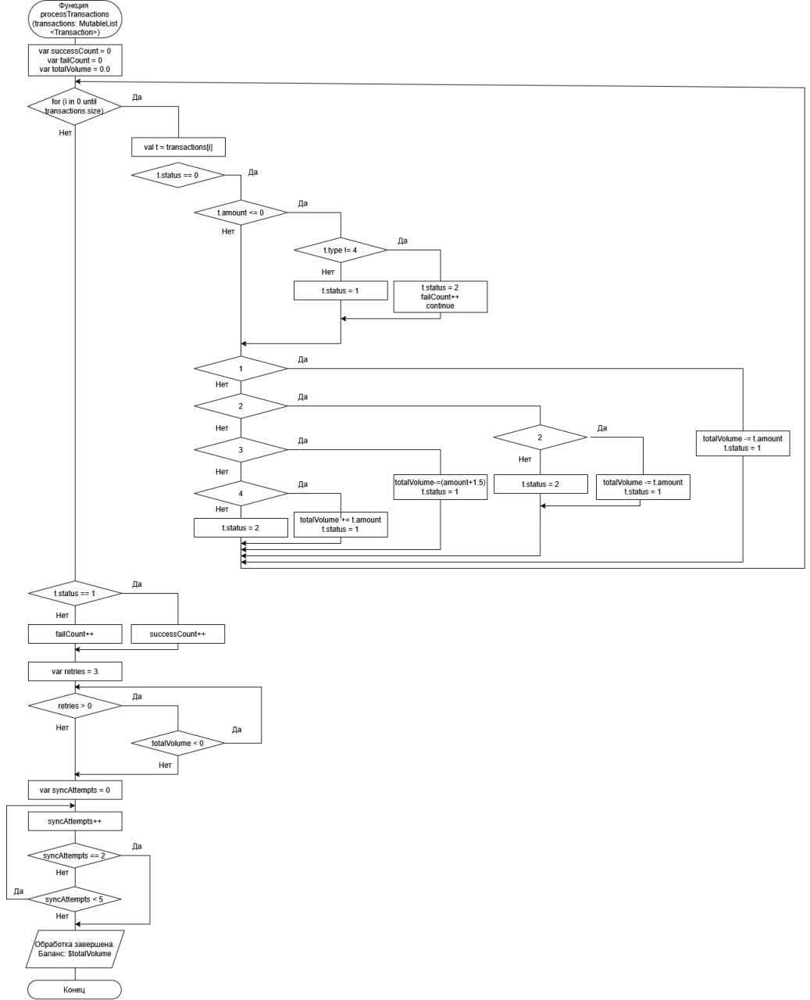 Функция
processTransactions
(transactions: MutableList
<Transaction>)
var successCount = 0
var failCount = 0
var totalVolume = 0.0
for (i in 0 until
transactions.size)
Да
Нет
val t = transactions[i]
t.status == 0
Да
t.amount <= 0
Да
Нет
t.type != 4
Да
Нет
t.status = 1
t.status = 2
failCount++
continue
1
Да
Нет
2
Да
Нет
2
Да
Нет
totalVolume -= t.amount
t.status = 1
3
Да
Нет
totalVolume-=(amount+1.5)
t.status = 1
t.status = 2
totalVolume -= t.amount
t.status = 1
4
Да
Нет
t.status = 2
totalVolume += t.amount
t.status = 1
t.status == 1
Да
Нет
failCount++
successCount++
var retries = 3
retries > 0
Да
Нет
totalVolume < 0
Да
Нет
var syncAttempts = 0
syncAttempts++
syncAttempts == 2
Да
Нет
syncAttempts < 5
Да
Нет
Обработка завершена.
Баланс: $totalVolume
Конец